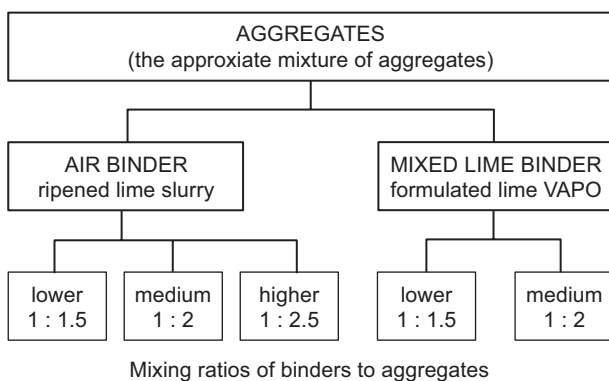 AGGREGATES
(the approxiate mixture of aggregates)
AIR BINDER
ripened lime slurry
MIXED LIME BINDER
formulated lime VAPO
lower
1 : 1.5
medium
1 : 2
higher
1 : 2.5
lower
1 : 1.5
medium
1 : 2
Mixing ratios of binders to aggregates